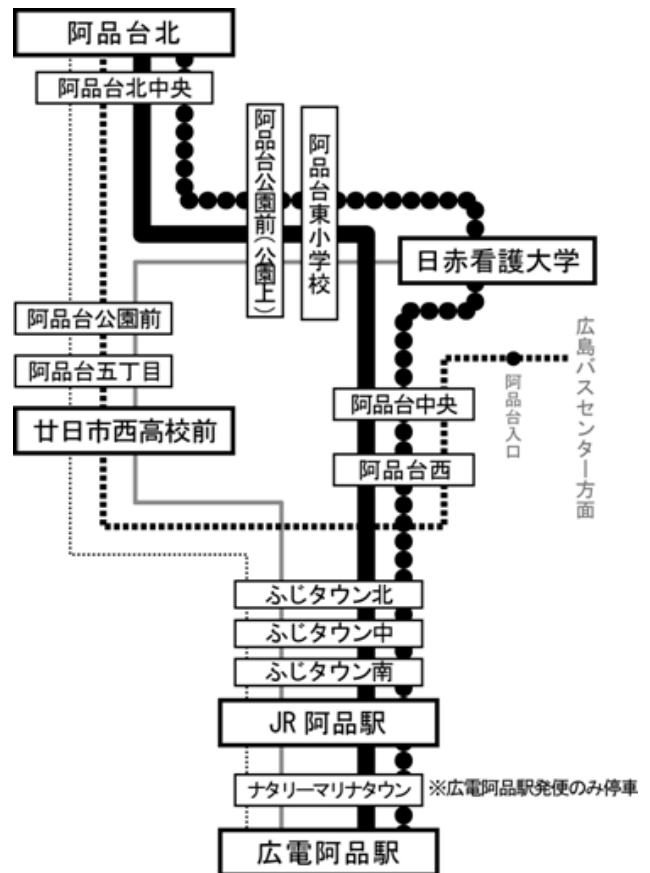 阿品台北
阿品台北中央
阿品台公園前(公園上)
阿品台東小学校
日赤看護大学
阿品台公園前
阿品台五丁目
廿日市西高校前
阿品台中央
阿品台西
阿品台入口
広島バスセンター方面
ふじタウン北
ふじタウン中
ふじタウン南
JR 阿品駅
ナタリーマリナタウン
※広電阿品駅発便のみ停車
広電阿品駅